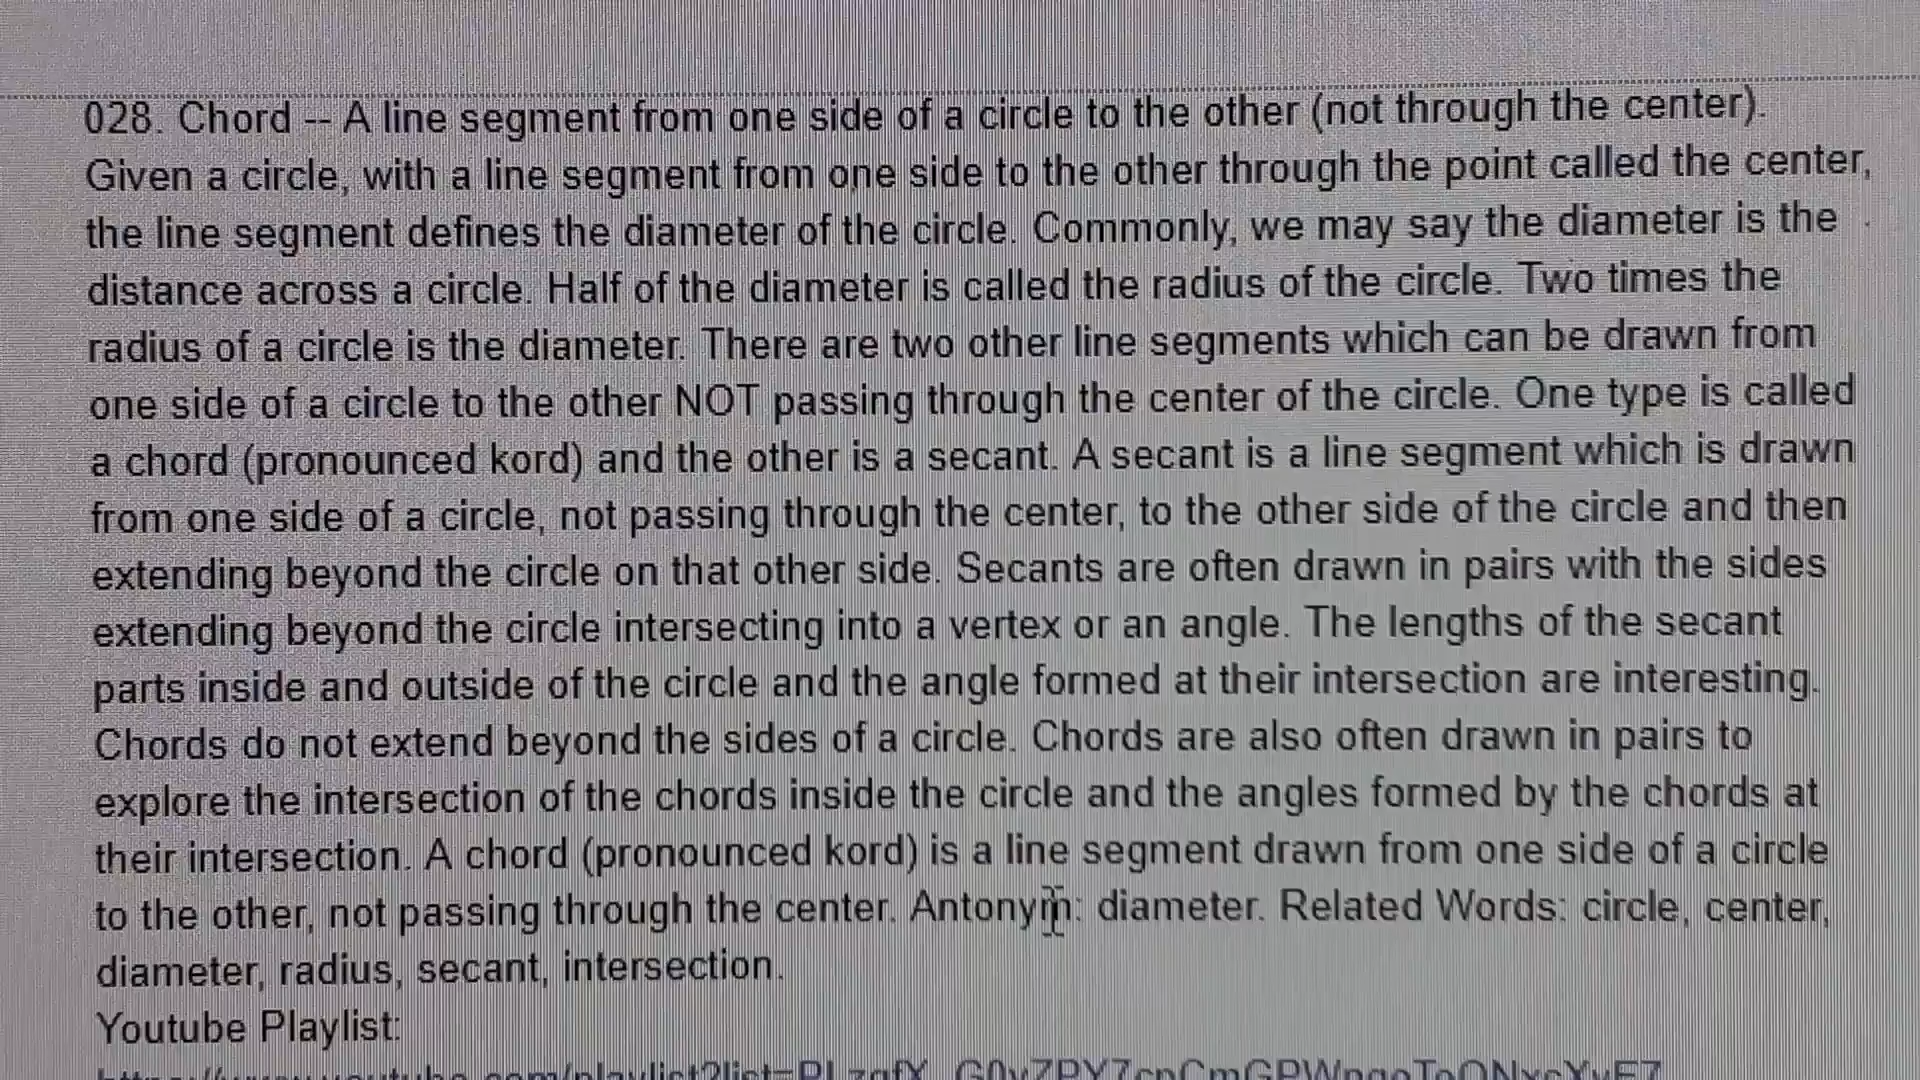 028. Chord -- A line segment from one side of a circle to the other (not through the center).
Given a circle, with a line segment from one side to the other through the point called the center,
the line segment defines the diameter of the circle. Commonly, we may say the diameter is the
distance across a circle. Half of the diameter is called the radius of the circle. Two times the
radius of a circle is the diameter. There are two other line segments which can be drawn from
one side of a circle to the other NOT passing through the center of the circle. One type is called
a chord (pronounced kord) and the other is a secant. A secant is a line segment which is drawn
from one side of a circle, not passing through the center, to the other side of the circle and then
extending beyond the circle on that other side. Secants are often drawn in pairs with the sides
extending beyond the circle intersecting into a vertex or an angle. The lengths of the secant
parts inside and outside of the circle and the angle formed at their intersection are interesting.
Chords do not extend beyond the sides of a circle. Chords are also often drawn in pairs to
explore the intersection of the chords inside the circle and the angles formed by the chords at
their intersection. A chord (pronounced kord) is a line segment drawn from one side of a circle
to the other, not passing through the center. Antonym: diameter. Related Words: circle, center,
diameter, radius, secant, intersection.
Youtube Playlist: